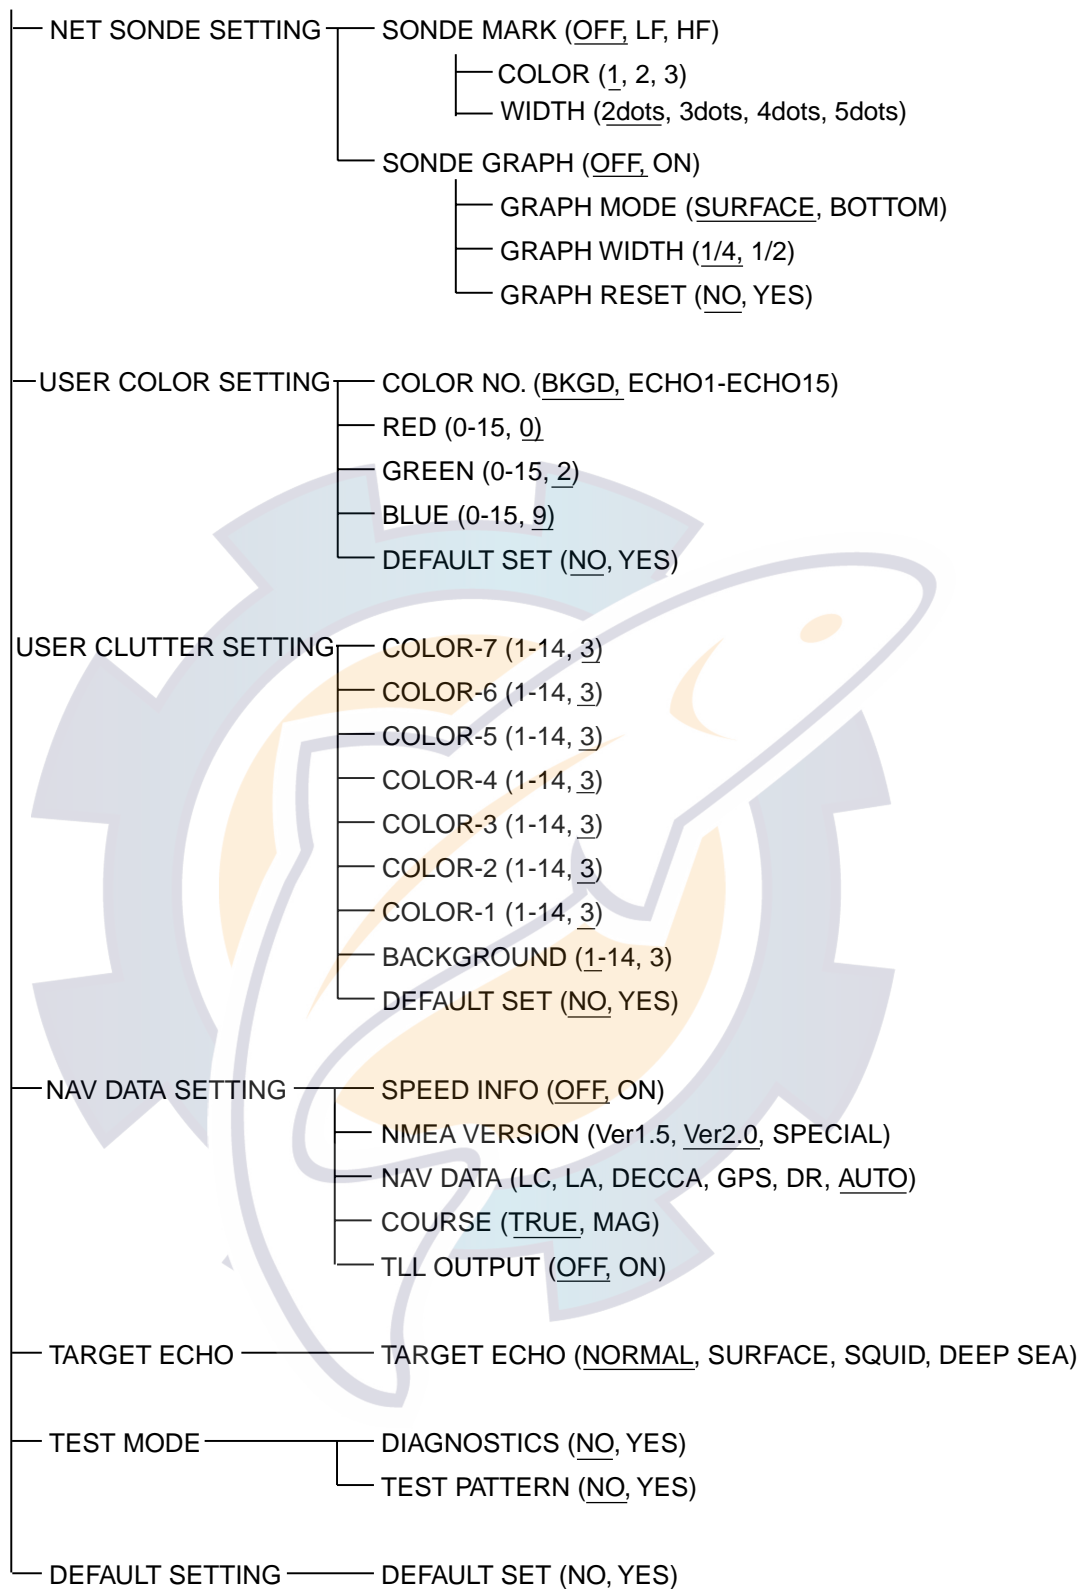 NET SONDE SETTING SONDE MARK (OFF, LF, HF)
COLOR (1, 2, 3)
WIDTH (2dots, 3dots, 4dots, 5dots)
SONDE GRAPH (OFF, ON)
GRAPH MODE (SURFACE, BOTTOM)
GRAPH WIDTH (1/4, 1/2)
GRAPH RESET (NO, YES)
USER COLOR SETTING COLOR NO. (BKGD, ECHO1-ECHO15)
RED (0-15, 0)
GREEN (0-15, 2)
BLUE (0-15, 9)
DEFAULT SET (NO, YES)
USER CLUTTER SETTING COLOR-7 (1-14, 3)
COLOR-6 (1-14, 3)
COLOR-5 (1-14, 3)
COLOR-4 (1-14, 3)
COLOR-3 (1-14, 3)
COLOR-2 (1-14, 3)
COLOR-1 (1-14, 3)
BACKGROUND (1-14, 3)
DEFAULT SET (NO, YES)
NAV DATA SETTING SPEED INFO (OFF, ON)
NMEA VERSION (Ver1.5, Ver2.0, SPECIAL)
NAV DATA (LC, LA, DECCA, GPS, DR, AUTO)
COURSE (TRUE, MAG)
TLL OUTPUT (OFF, ON)
TARGET ECHO TARGET ECHO (NORMAL, SURFACE, SQUID, DEEP SEA)
TEST MODE DIAGNOSTICS (NO, YES)
TEST PATTERN (NO, YES)
DEFAULT SETTING DEFAULT SET (NO, YES)